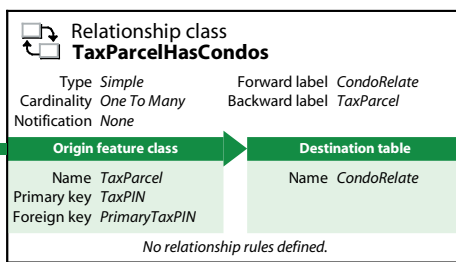 Relationship class
TaxParcelHasCondos
Type Simple
Cardinality One To Many
Notification None
Forward label CondoRelate
Backward label TaxParcel
Origin feature class
Name TaxParcel
Primary key TaxPIN
Foreign key PrimaryTaxPIN
Destination table
Name CondoRelate
No relationship rules defined.